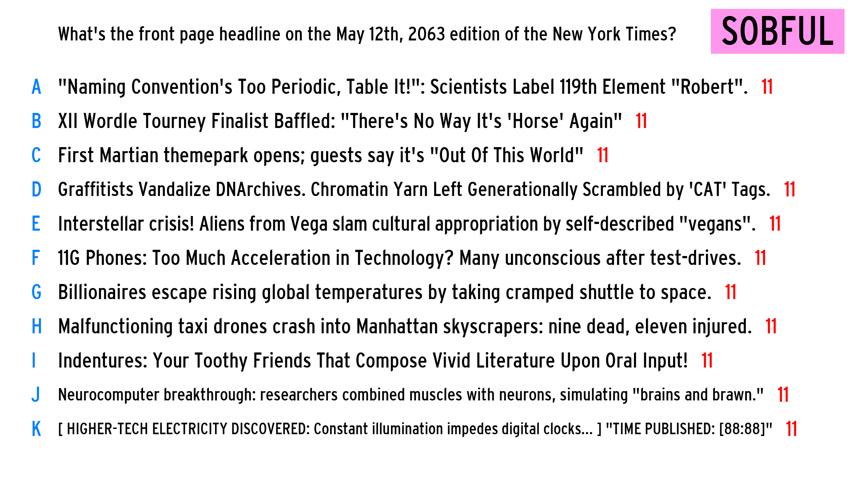 What's the front page headline on the May 12th, 2063 edition of the New York Times?
SOBFUL
A "Naming Convention's Too Periodic, Table It!": Scientists Label 119th Element "Robert". 11
B XII Wordle Tourney Finalist Baffled: "There's No Way It's 'Horse' Again" 11
C First Martian themepark opens; guests say it's "Out Of This World" 11
D Graffitists Vandalize DNArchives. Chromatin Yarn Left Generationally Scrambled by 'CAT' Tags. 11
E Interstellar crisis! Aliens from Vega slam cultural appropriation by self-described "vegans". 11
F 11G Phones: Too Much Acceleration in Technology? Many unconscious after test-drives. 11
G Billionaires escape rising global temperatures by taking cramped shuttle to space. 11
H Malfunctioning taxi drones crash into Manhattan skyscrapers: nine dead, eleven injured. 11
I Indentures: Your Toothy Friends That Compose Vivid Literature Upon Oral Input! 11
J Neurocomputer breakthrough: researchers combined muscles with neurons, simulating "brains and brawn." 11
K [ HIGHER-TECH ELECTRICITY DISCOVERED: Constant illumination impedes digital clocks... ] "TIME PUBLISHED: [88:88]" 11